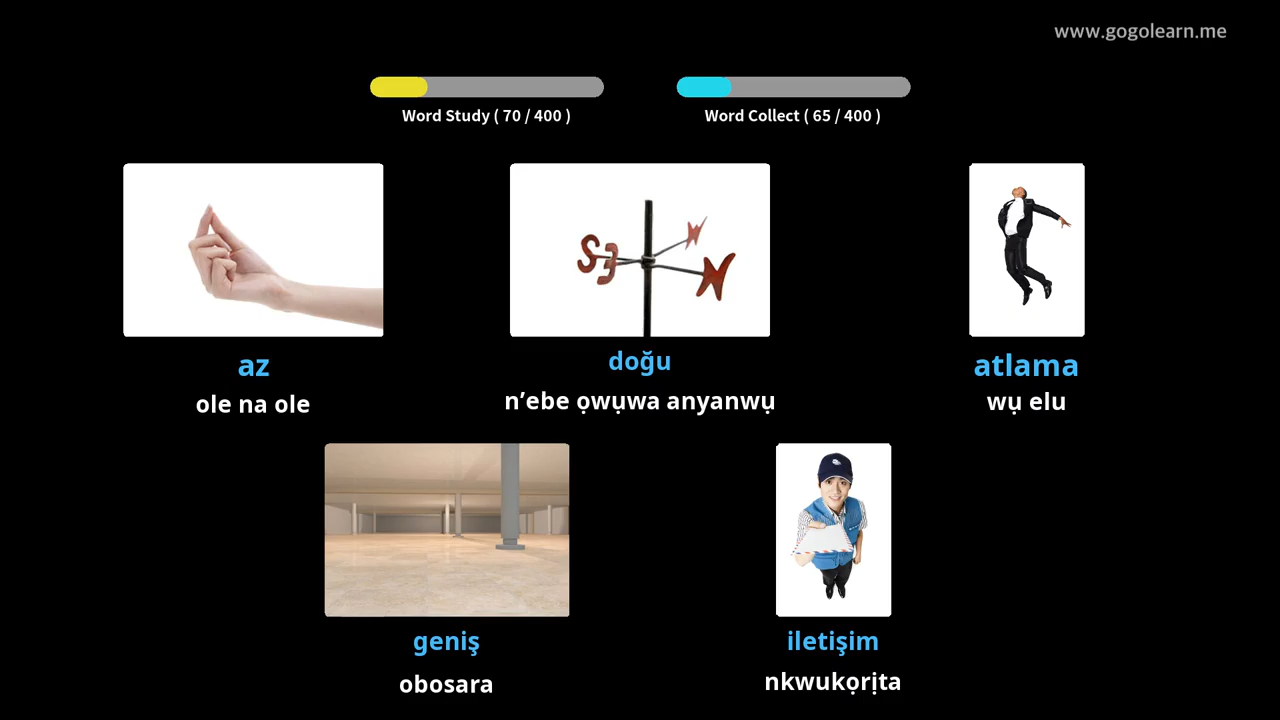 www.gogolearn.me
Word Study ( 70 / 400 )
Word Collect ( 65 / 400 )
S E N W
az
ole na ole
doğu
n’ebe ọwụwa anyanwụ
atlama
wụ elu
geniş
obosara
iletişim
nkwukọrịta